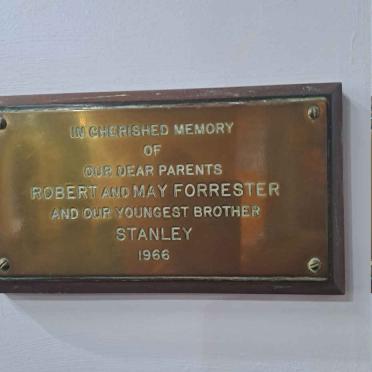 IN CHERISHED MEMORY
OF
OUR DEAR PARENTS
ROBERT AND MAY FORRESTER
AND OUR YOUNGEST BROTHER
STANLEY
1966